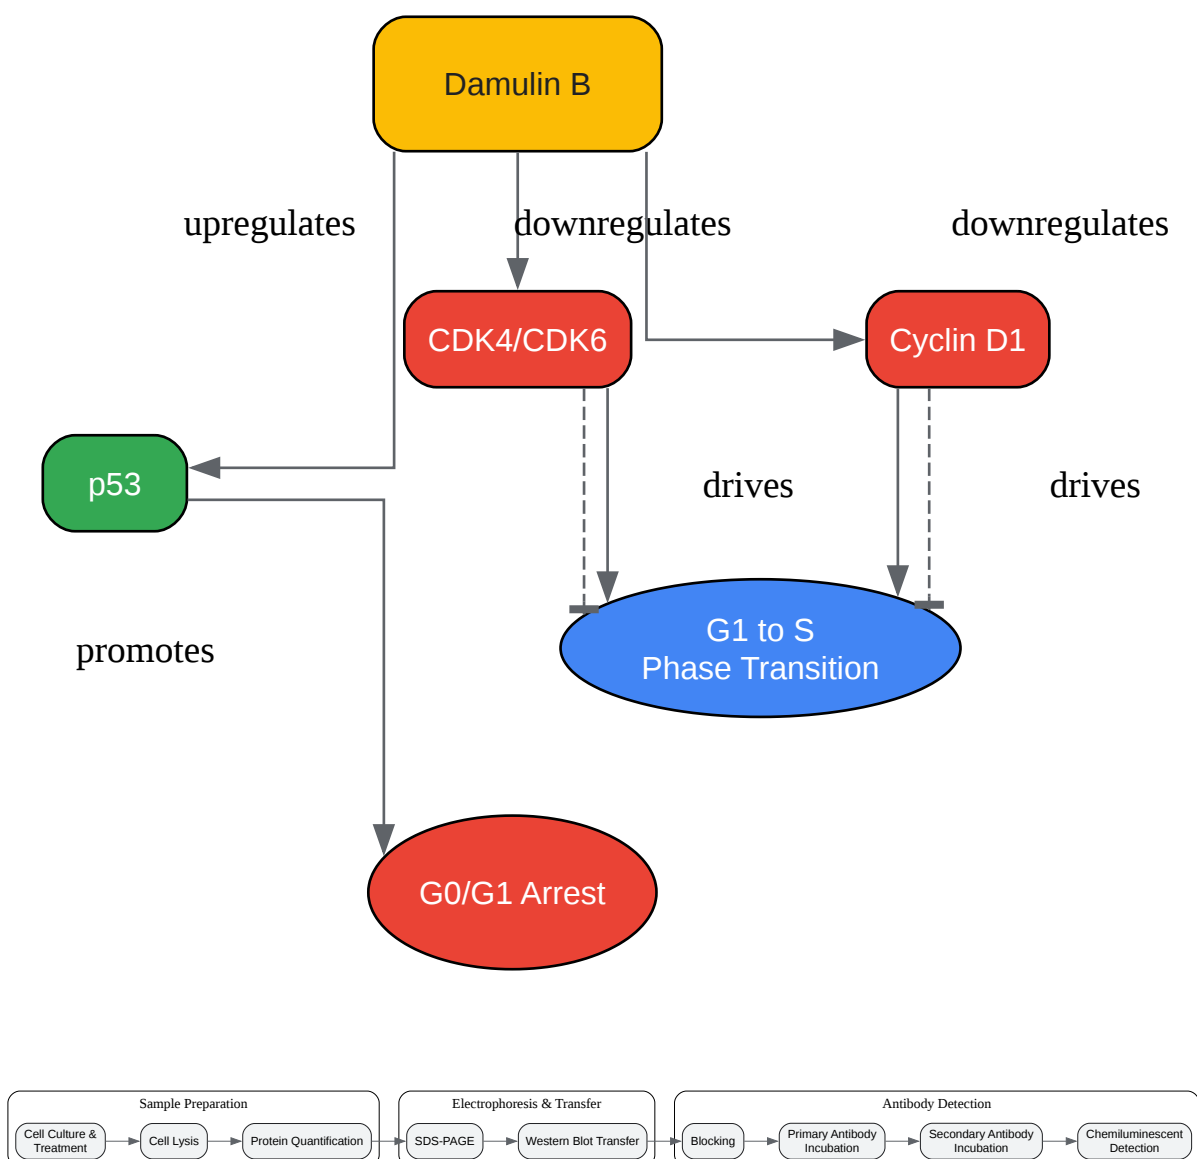 Damulin B
upregulates
downregulates
downregulates
CDK4/CDK6
Cyclin D1
p53
drives
drives
promotes
G1 to S
Phase Transition
G0/G1 Arrest
Sample Preparation
Cell Culture &
Treatment
Cell Lysis
Protein Quantification
Electrophoresis & Transfer
SDS-PAGE
Western Blot Transfer
Antibody Detection
Blocking
Primary Antibody
Incubation
Secondary Antibody
Incubation
Chemiluminescent
Detection